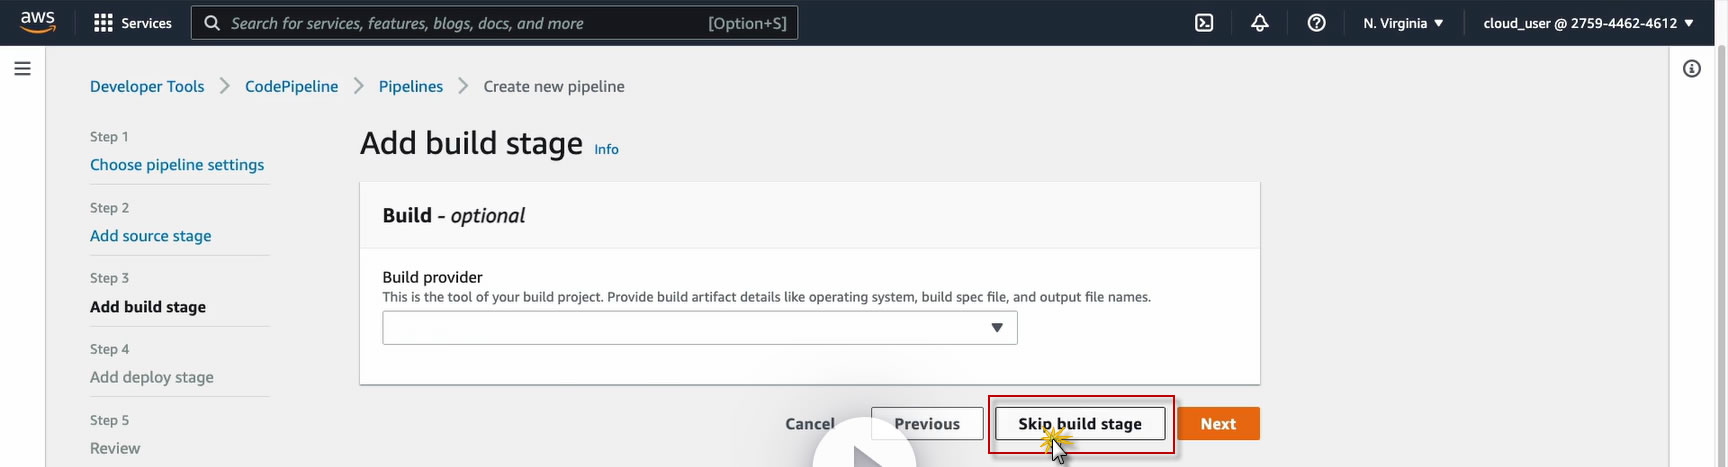 aws Services Search for services, features, blogs, docs, and more [Option+S] N. Virginia ▼ cloud_user @ 2759-4462-4612 ▼
Developer Tools > CodePipeline > Pipelines > Create new pipeline
Step 1
Choose pipeline settings
Step 2
Add source stage
Step 3
Add build stage
Step 4
Add deploy stage
Step 5
Review
Add build stage Info
Build - optional
Build provider
This is the tool of your build project. Provide build artifact details like operating system, build spec file, and output file names.
Cancel Previous Skip build stage Next